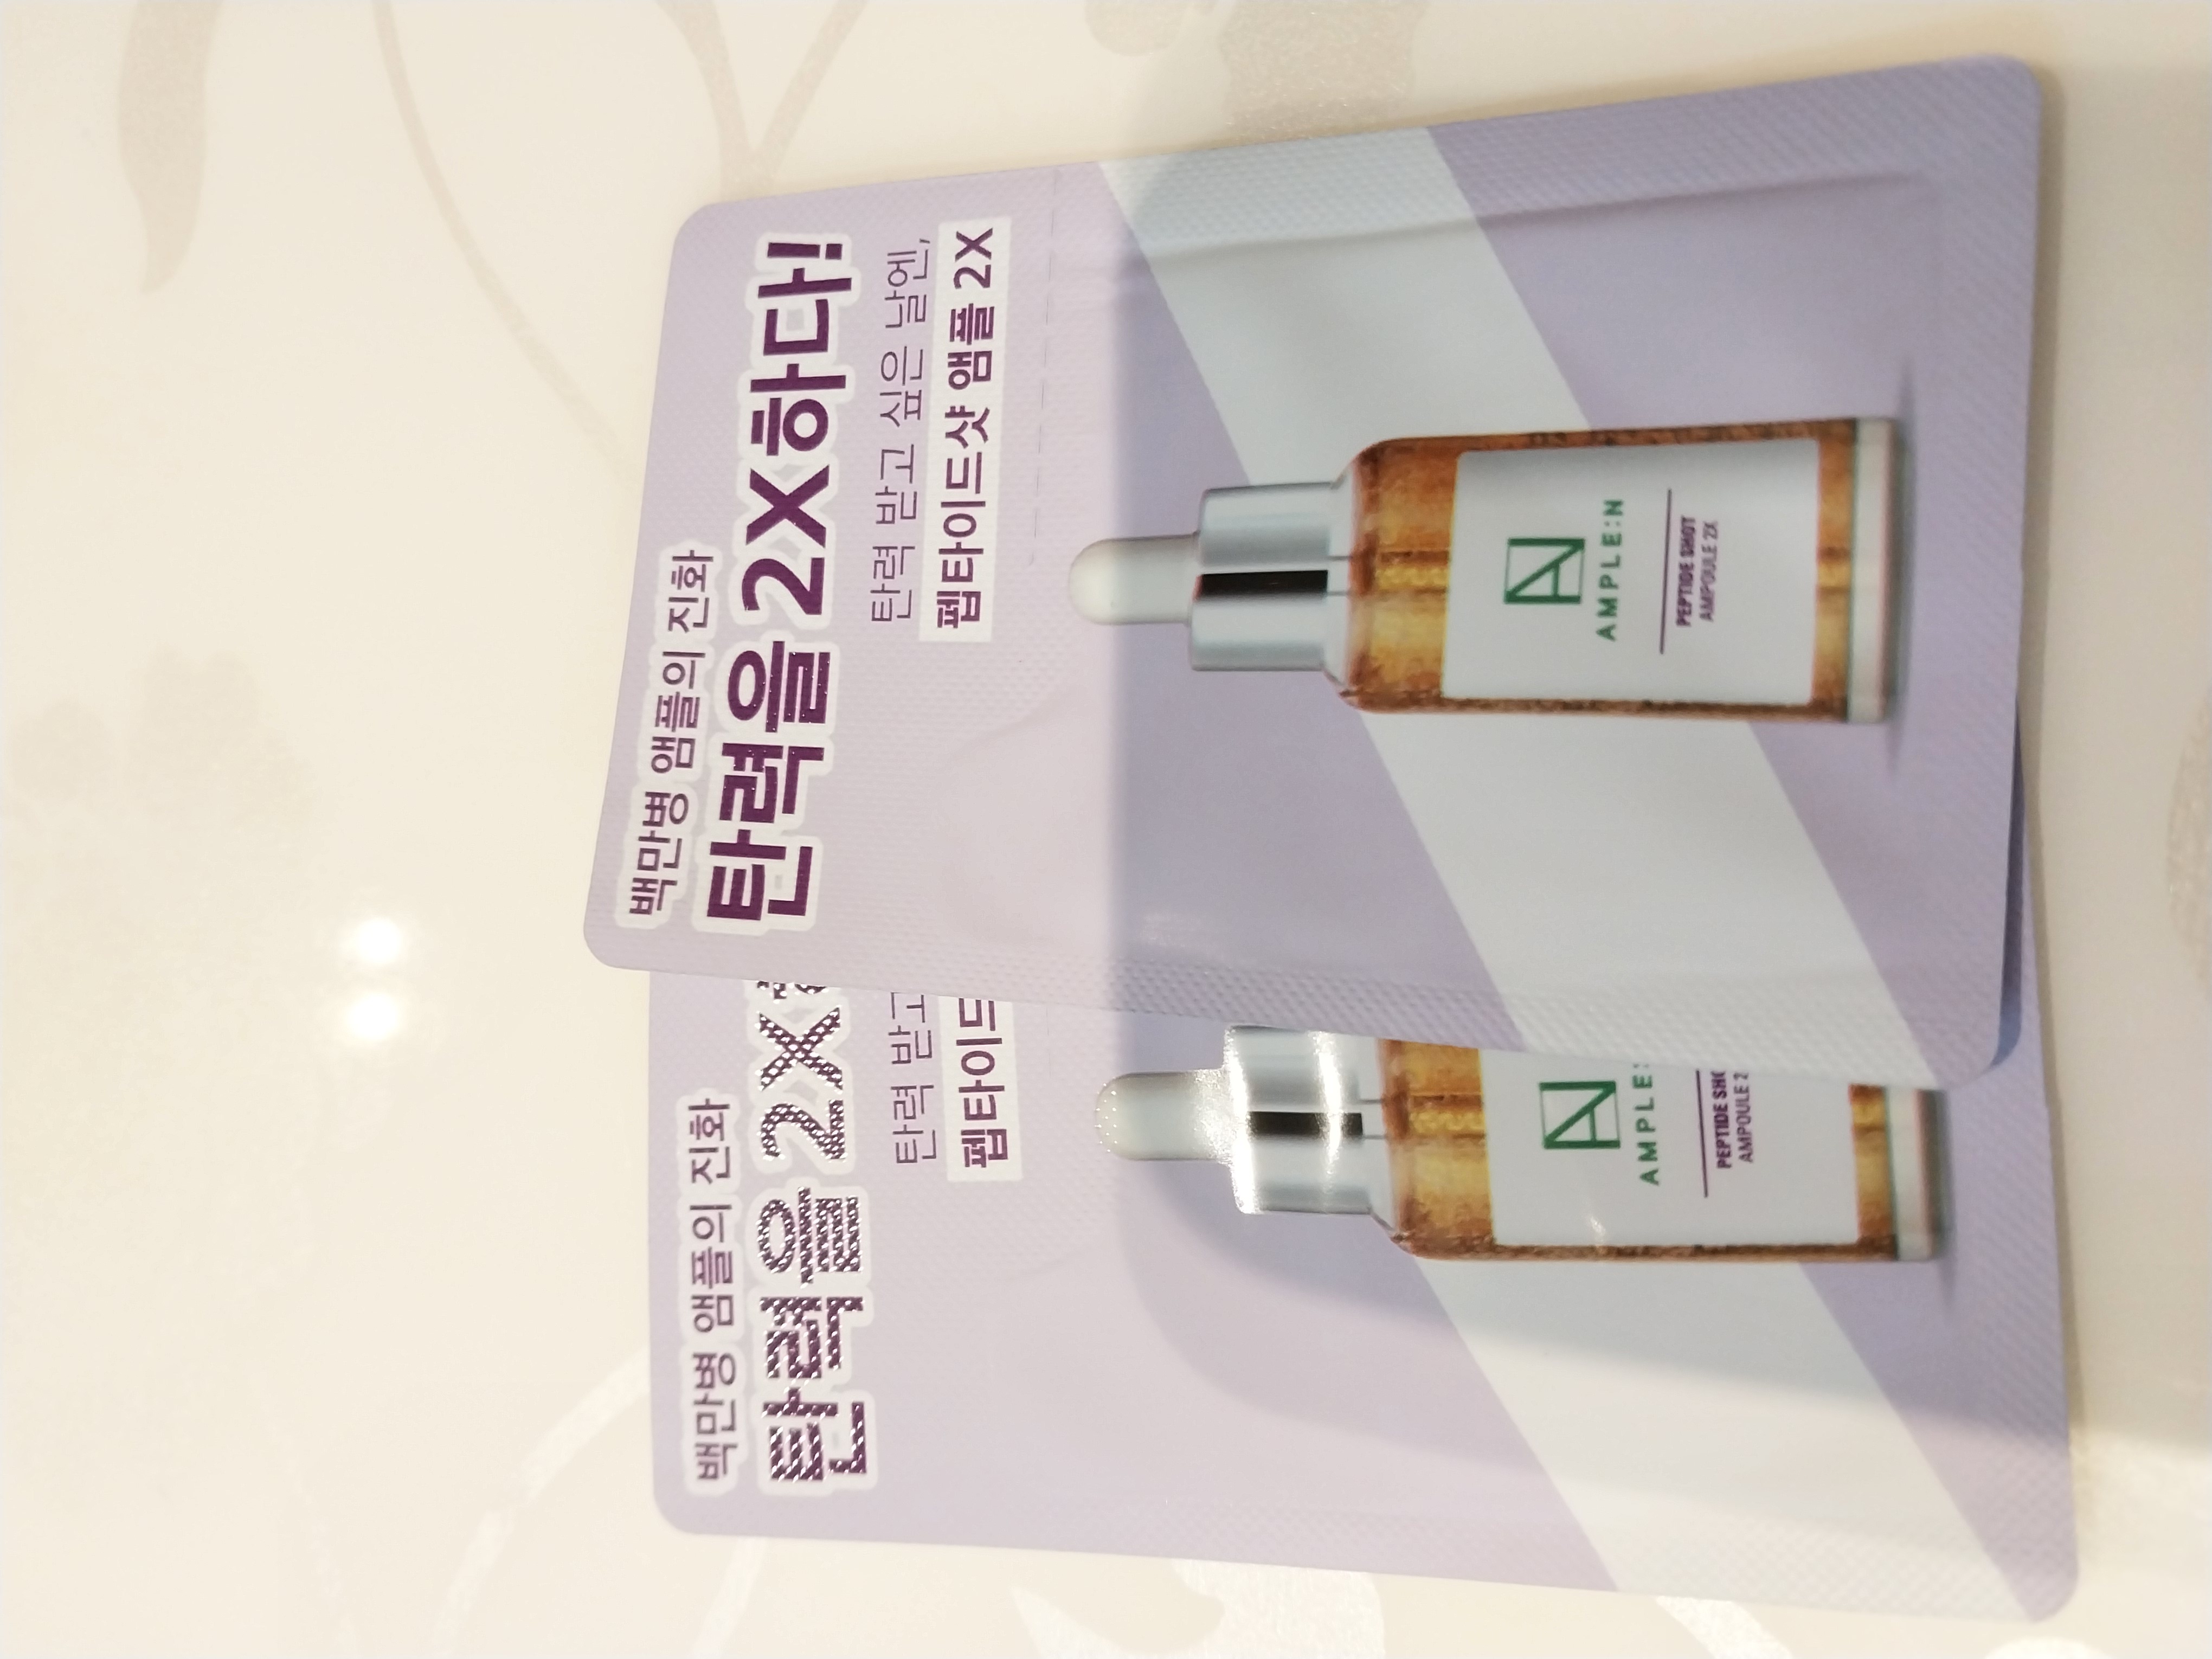 백만병 앰플의 진화
탄력을 2X하다!
탄력 받고 싶은 날엔,
펩타이드샷 앰플 2X
AMPLE:N
PEPTIDE SHOT
AMPOULE 2X
백만병 앰플의 진화
탄력을 2X
탄력 받고
펩타이드
AMPLE:
PEPTIDE SHO
AMPOULE 2